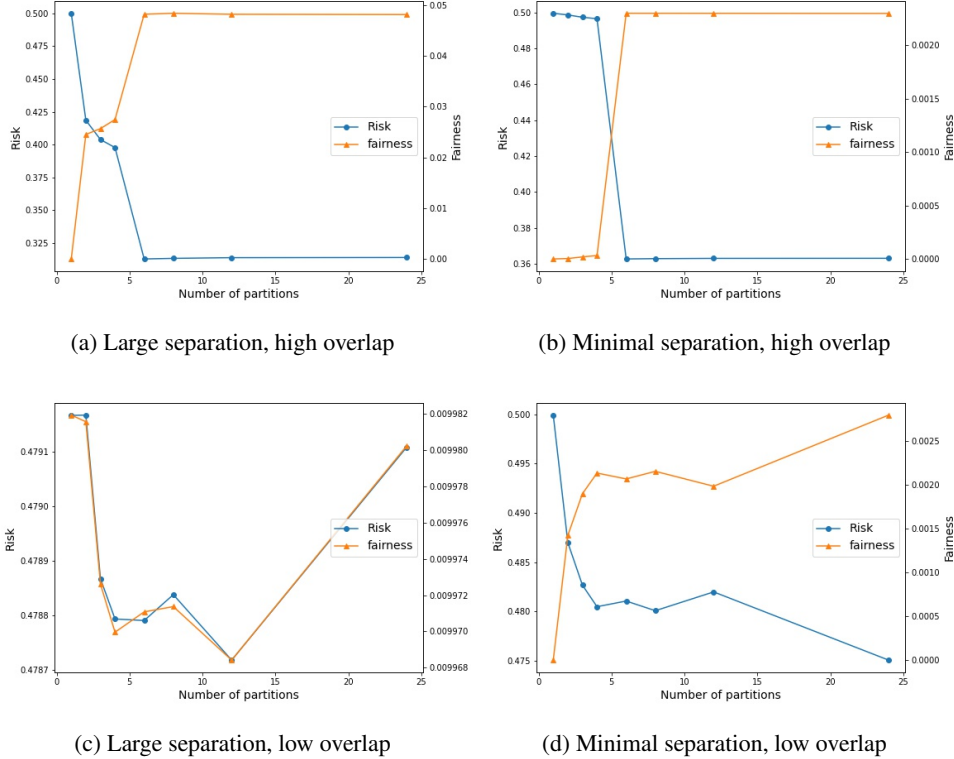 0.500
0.475
0.450
0.425
0.400
0.375
0.350
0.325
Risk
0.05
0.04
0.03
0.02
0.01
0.00
Fairness
Risk
fairness
0 5 10 15 20 25
Number of partitions
(a) Large separation, high overlap
0.50
0.48
0.46
0.44
0.42
0.40
0.38
0.36
Risk
0.0020
0.0015
0.0010
0.0005
0.0000
Fairness
Risk
fairness
0 5 10 15 20 25
Number of partitions
(b) Minimal separation, high overlap
0.4791
0.4790
0.4789
0.4788
0.4787
Risk
0.009982
0.009980
0.009978
0.009976
0.009974
0.009972
0.009970
0.009968
Fairness
Risk
fairness
0 5 10 15 20 25
Number of partitions
(c) Large separation, low overlap
0.500
0.495
0.490
0.485
0.480
0.475
Risk
0.0025
0.0020
0.0015
0.0010
0.0005
0.0000
Fairness
Risk
fairness
0 5 10 15 20 25
Number of partitions
(d) Minimal separation, low overlap